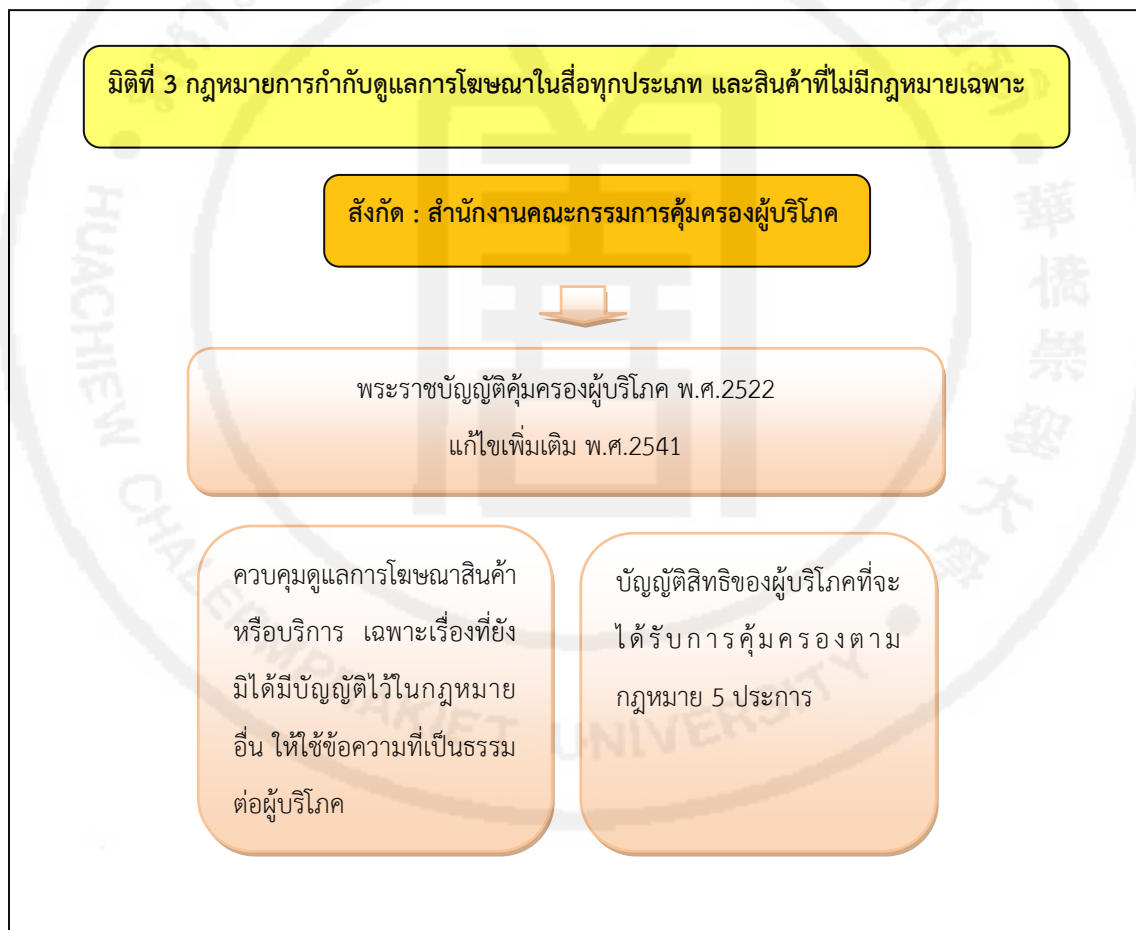 มิติที่ 3 กฎหมายการกำกับดูแลการโฆษณาในสื่อทุกประเภท และสินค้าที่ไม่มีกฎหมายเฉพาะ
สังกัด : สำนักงานคณะกรรมการคุ้มครองผู้บริโภค
พระราชบัญญัติคุ้มครองผู้บริโภค พ.ศ.2522
แก้ไขเพิ่มเติม พ.ศ.2541
ควบคุมดูแลการโฆษณาสินค้า
หรือบริการ เฉพาะเรื่องที่ยัง
มิได้มีบัญญัติไว้ในกฎหมาย
อื่น ให้ใช้ข้อความที่เป็นธรรม
ต่อผู้บริโภค
บัญญัติสิทธิของผู้บริโภคที่จะ
ได้รับการคุ้มครองตาม
กฎหมาย 5 ประการ
HUACHIEW CHALERMPRAKIET UNIVERSITY
華僑崇聖大學